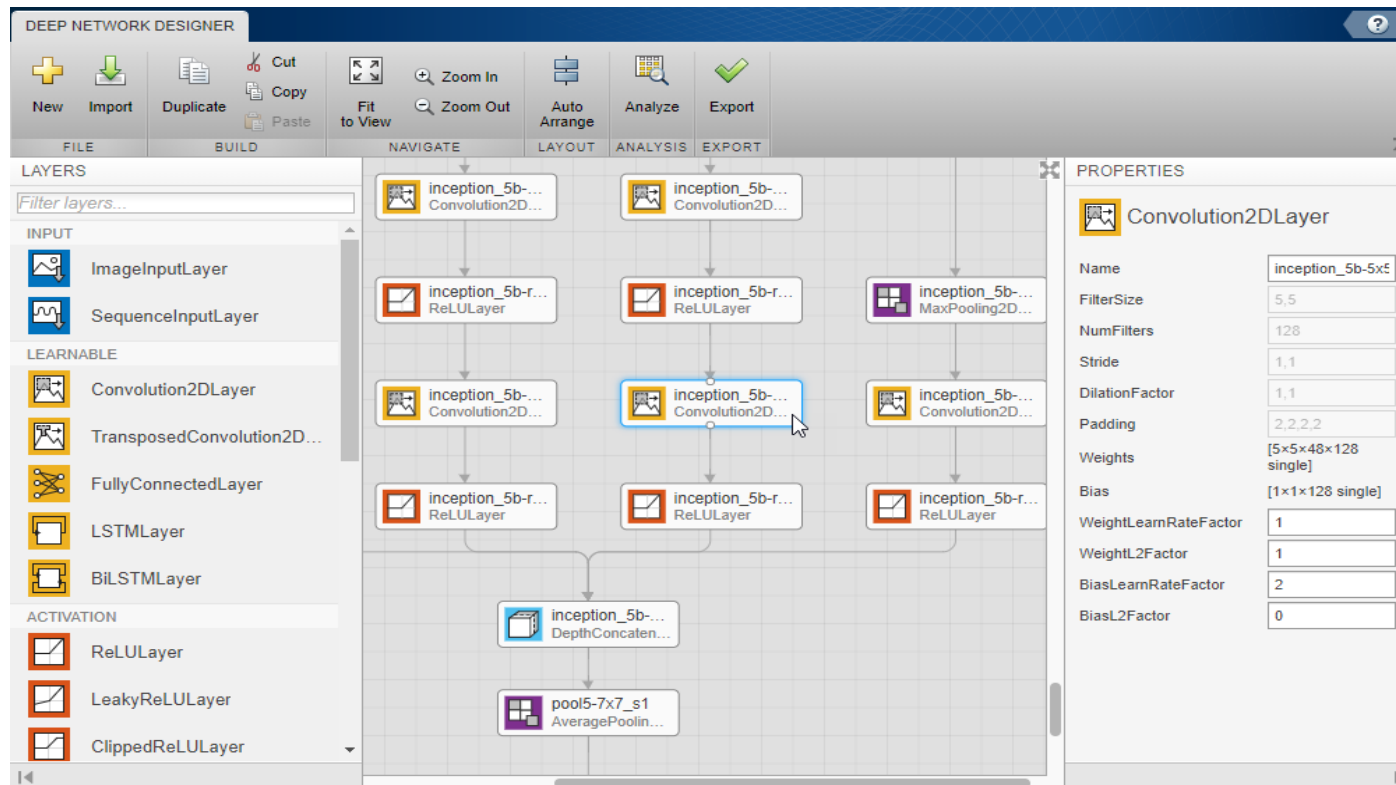 DEEP NETWORK DESIGNER
?
New
Import
Duplicate
Cut
Copy
Paste
Fit
to View
Zoom In
Zoom Out
Auto
Arrange
Analyze
Export
FILE
BUILD
NAVIGATE
LAYOUT
ANALYSIS
EXPORT
LAYERS
Filter layers...
INPUT
ImageInputLayer
SequenceInputLayer
LEARNABLE
Convolution2DLayer
TransposedConvolution2D...
FullyConnectedLayer
LSTMLayer
BiLSTMLayer
ACTIVATION
ReLULayer
LeakyReLULayer
ClippedReLULayer
inception_5b-...
Convolution2D...
inception_5b-...
Convolution2D...
inception_5b-r...
ReLULayer
inception_5b-r...
ReLULayer
inception_5b-...
MaxPooling2D...
inception_5b-...
Convolution2D...
inception_5b-...
Convolution2D...
inception_5b-...
Convolution2D...
inception_5b-r...
ReLULayer
inception_5b-r...
ReLULayer
inception_5b-r...
ReLULayer
inception_5b-...
DepthConcaten...
pool5-7x7_s1
AveragePoolin...
PROPERTIES
Convolution2DLayer
Name inception_5b-5x5
FilterSize 5,5
NumFilters 128
Stride 1,1
DilationFactor 1,1
Padding 2,2,2,2
Weights [5×5×48×128
single]
Bias [1×1×128 single]
WeightLearnRateFactor 1
WeightL2Factor 1
BiasLearnRateFactor 2
BiasL2Factor 0